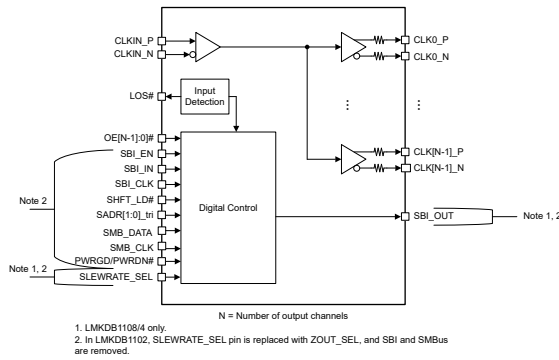 CLKIN_P
CLKIN_N
LOS#
Input
Detection
OE[N-1]:0]#
SBI_EN
SBI_IN
SBI_CLK
SHFT_LD#
SADR[1:0]_tri
SMB_DATA
SMB_CLK
PWRGD/PWRDN#
SLEWRATE_SEL
Note 2
Note 1, 2
Digital Control
CLK0_P
CLK0_N
...
...
CLK[N-1]_P
CLK[N-1]_N
SBI_OUT
Note 1, 2
N = Number of output channels
1. LMKDB1108/4 only.
2. In LMKDB1102, SLEWRATE_SEL pin is replaced with ZOUT_SEL, and SBI and SMBus
are removed.